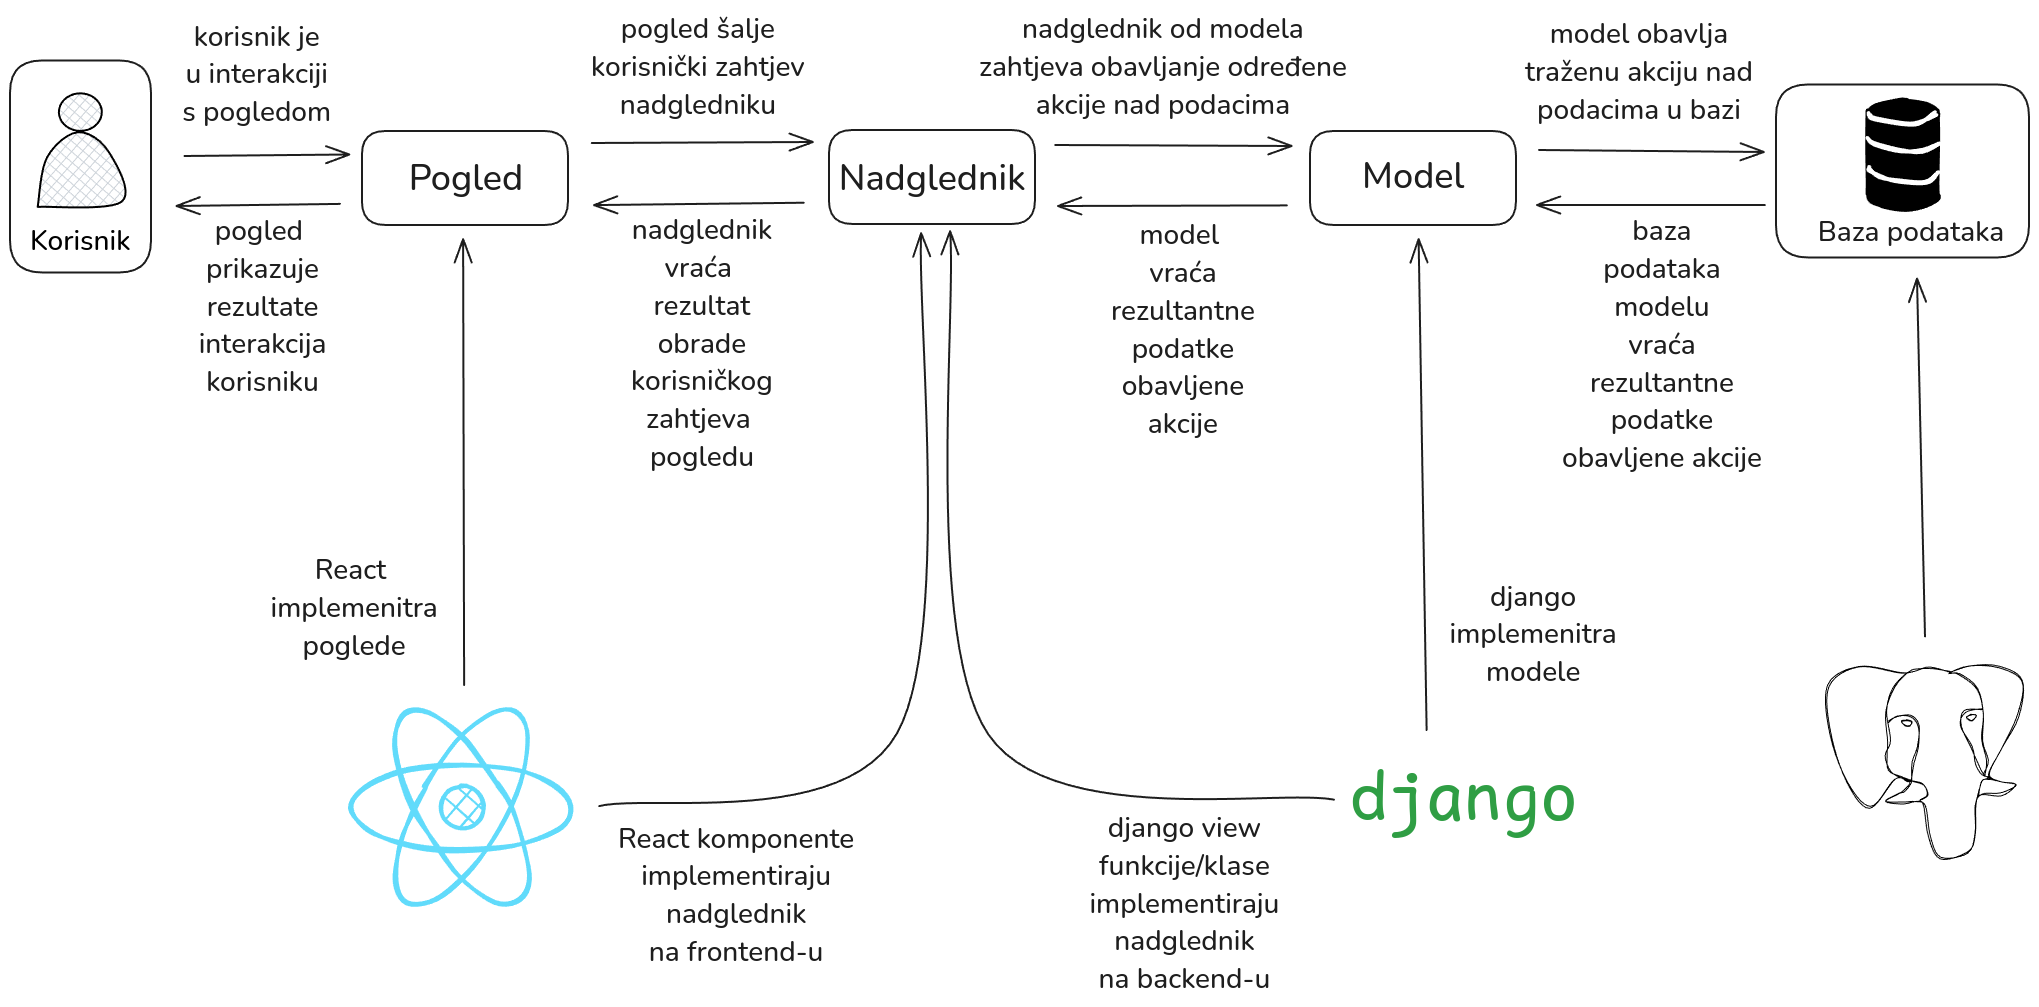 korisnik je
u interakciji
s pogledom
pogled šalje
korisnički zahtjev
nadgledniku
nadglednik od modela
zahtjeva obavljanje određene
akcije nad podacima
model obavlja
traženu akciju nad
podacima u bazi
Korisnik
Pogled
Nadglednik
Model
Baza podataka
pogled
prikazuje
rezultate
interakcija
korisniku
nadglednik
vraća
rezultat
obrade
korisničkog
zahtjeva
pogledu
model
vraća
rezultantne
podatke
obavljene
akcije
baza
podataka
modelu
vraća
rezultantne
podatke
obavljene akcije
React
implemenitra
poglede
django
implemenitra
modele
django
React komponente
implementiraju
nadglednik
na frontend-u
django view
funkcije/klase
implementiraju
nadglednik
na backend-u